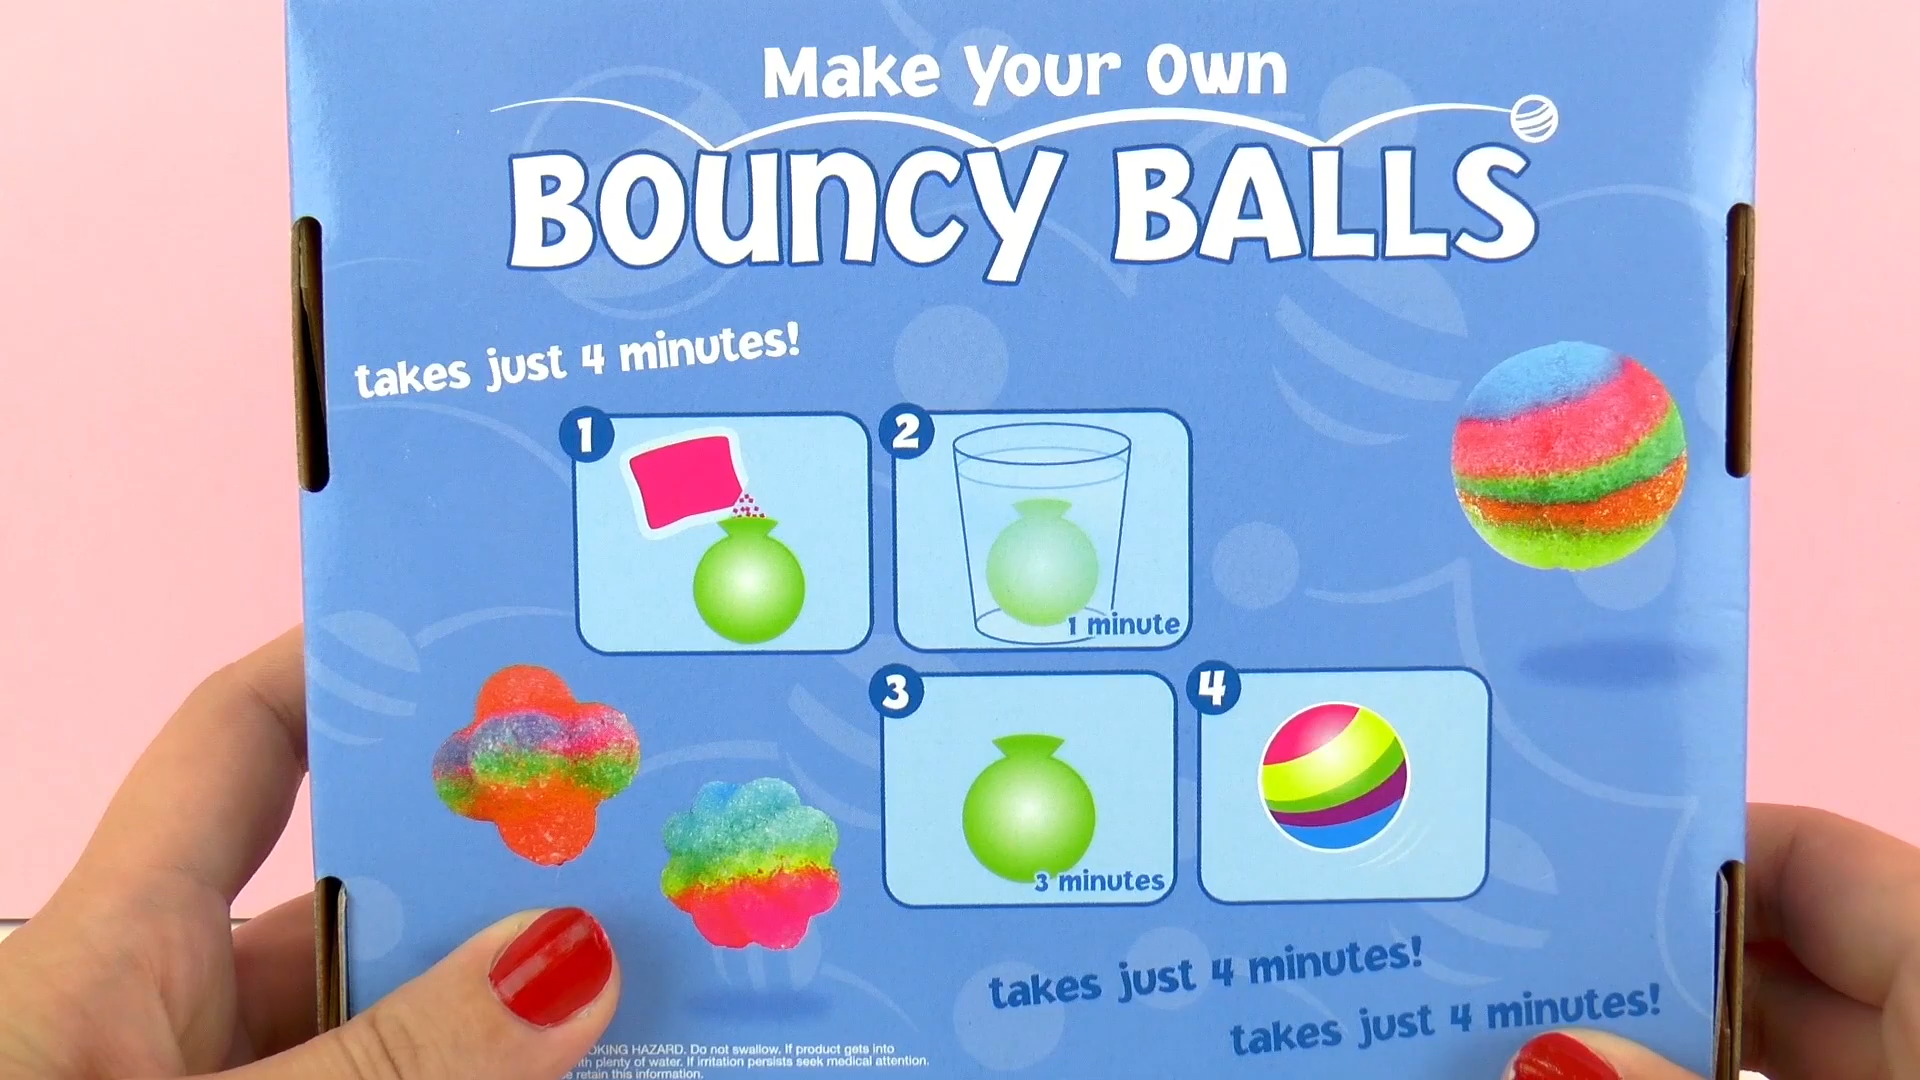 Make Your Own
BOUNCY BALLS
takes just 4 minutes!
1
2
1 minute
3
3 minutes
4
takes just 4 minutes!
takes just 4 minutes!
HAZARD. Do not swallow. If product gets into
plenty of water. If irritation persists seek medical attention.
retain this information.